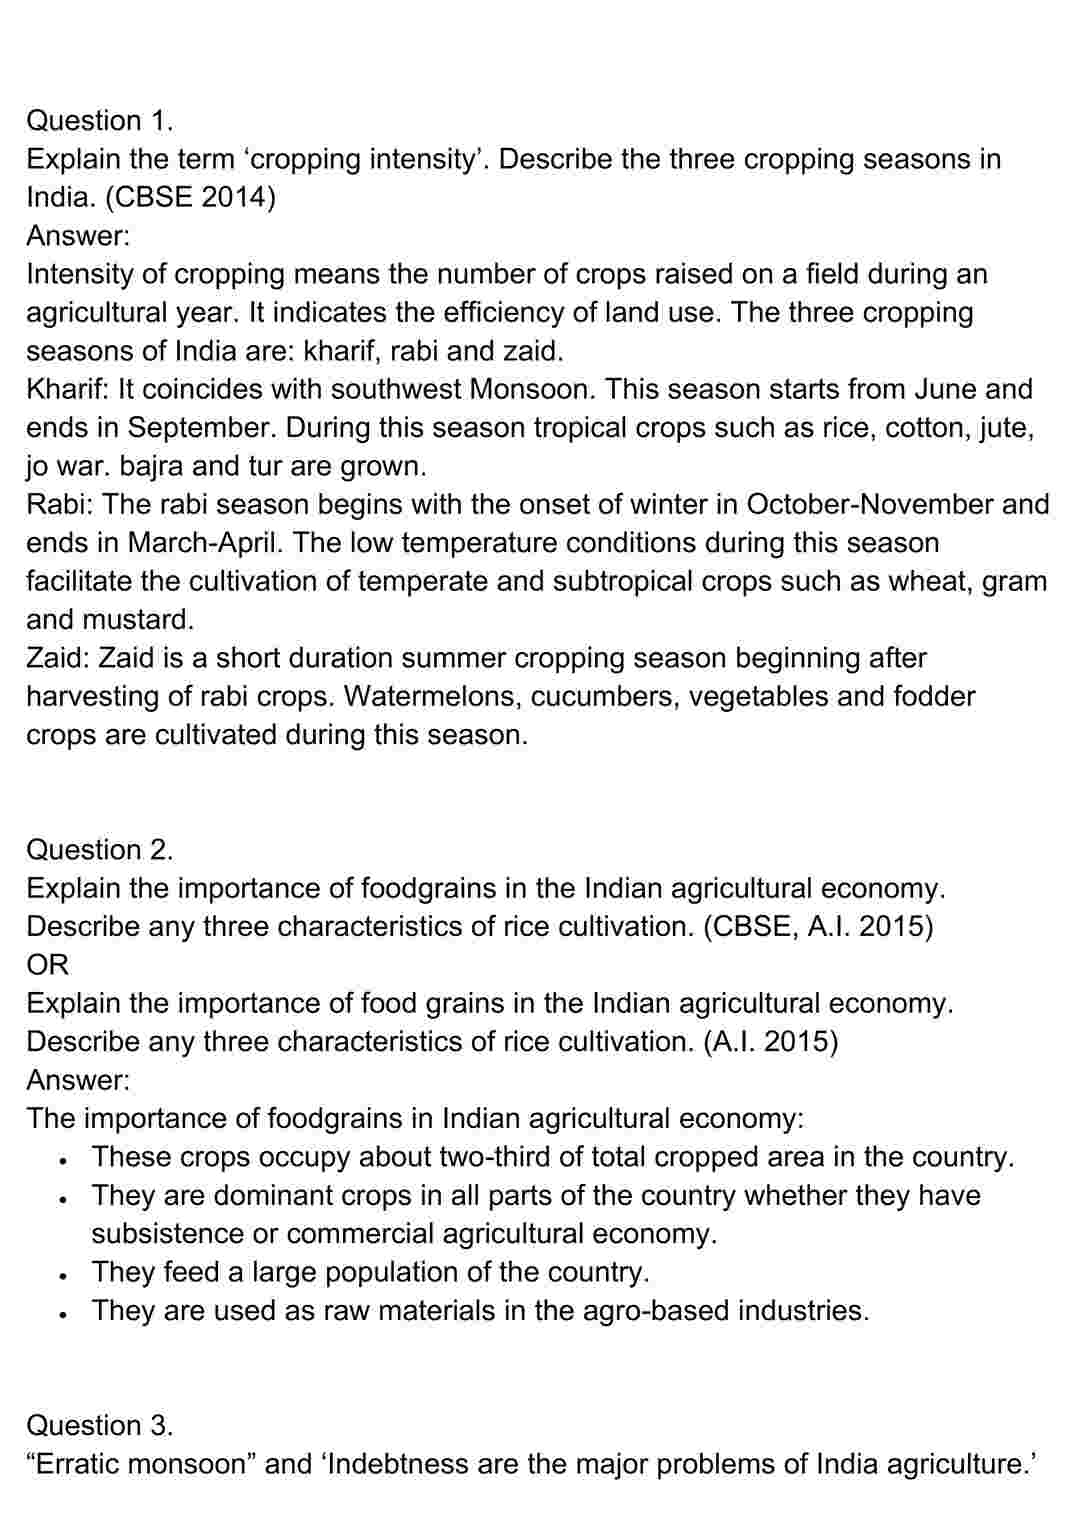 Question 1.
Explain the term ‘cropping intensity’. Describe the three cropping seasons in
India. (CBSE 2014)
Answer:
Intensity of cropping means the number of crops raised on a field during an
agricultural year. It indicates the efficiency of land use. The three cropping
seasons of India are: kharif, rabi and zaid.
Kharif: It coincides with southwest Monsoon. This season starts from June and
ends in September. During this season tropical crops such as rice, cotton, jute,
jo war. bajra and tur are grown.
Rabi: The rabi season begins with the onset of winter in October-November and
ends in March-April. The low temperature conditions during this season
facilitate the cultivation of temperate and subtropical crops such as wheat, gram
and mustard.
Zaid: Zaid is a short duration summer cropping season beginning after
harvesting of rabi crops. Watermelons, cucumbers, vegetables and fodder
crops are cultivated during this season.
Question 2.
Explain the importance of foodgrains in the Indian agricultural economy.
Describe any three characteristics of rice cultivation. (CBSE, A.I. 2015)
OR
Explain the importance of food grains in the Indian agricultural economy.
Describe any three characteristics of rice cultivation. (A.I. 2015)
Answer:
The importance of foodgrains in Indian agricultural economy:
• These crops occupy about two-third of total cropped area in the country.
• They are dominant crops in all parts of the country whether they have
subsistence or commercial agricultural economy.
• They feed a large population of the country.
• They are used as raw materials in the agro-based industries.
Question 3.
“Erratic monsoon” and ‘Indebtness are the major problems of India agriculture.’